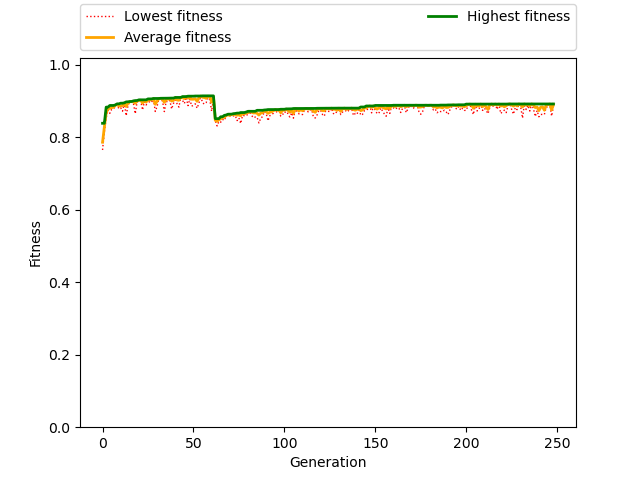 Lowest fitness
Average fitness
Highest fitness
1.0
0.8
0.6
0.4
0.2
0.0
Fitness
0 50 100 150 200 250
Generation